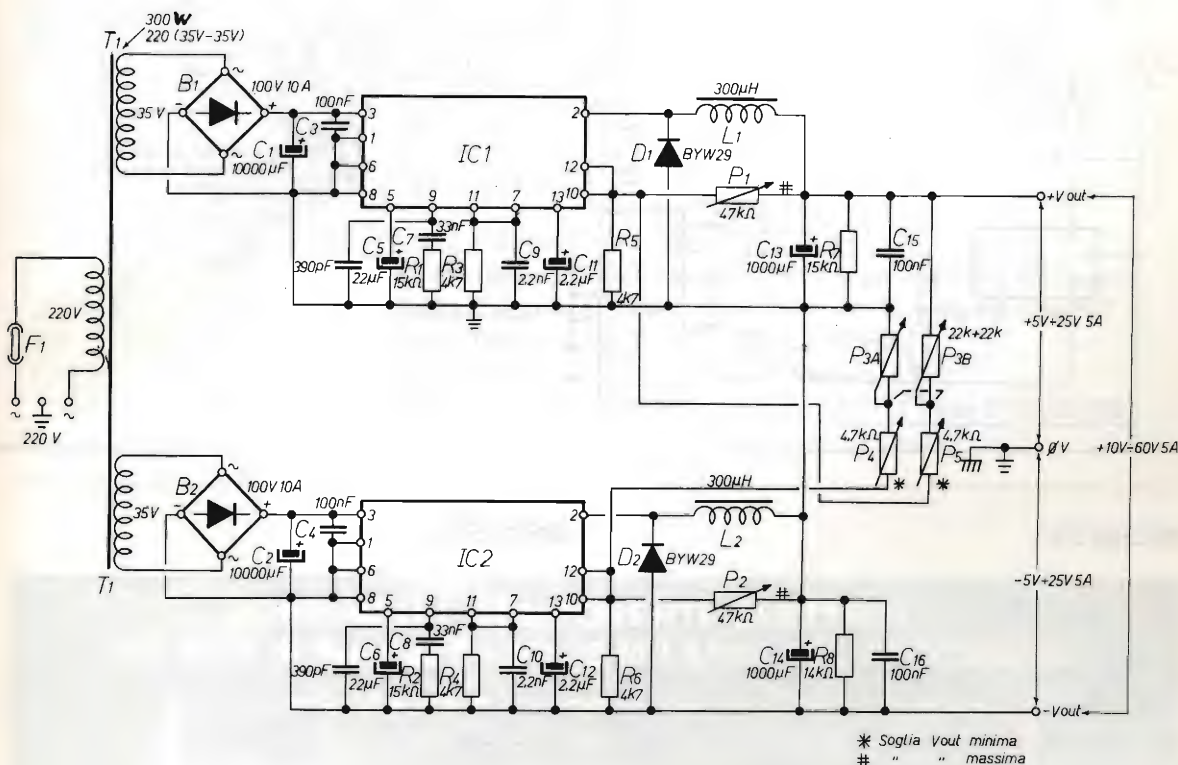 300W
220 (35V-35V)
T1
35V
B1
100V 10A
~
~
-
+
C1
10000µF
+
100nF
C3
3
1
6
8
IC1
2
12
10
5
9
11
7
13
390pF
C5
22µF
+
C7
33nF
R1
15kΩ
R3
4k7
C9
2.2nF
C11
2.2µF
+
R5
4k7
D1
BYW29
300µH
L1
P1
#
47kΩ
C13
1000µF
+
R7
15kΩ
C15
100nF
+Vout
+5V÷25V 5A
P3A
P3B
22k+22k
220V
F1
~
~
220 V
4.7kΩ
P4
*
4.7kΩ
P5
*
ØV
+10V÷60V 5A
35V
T1
B2
100V 10A
~
~
-
+
C2
10000µF
+
100nF
C4
3
1
6
8
IC2
2
12
10
5
9
11
7
13
390pF
C6
22µF
+
C8
33nF
R2
15kΩ
R4
4k7
C10
2.2nF
C12
2.2µF
+
R6
4k7
D2
BYW29
300µH
L2
P2
#
47kΩ
C14
1000µF
+
R8
14kΩ
C16
100nF
-5V÷25V 5A
-Vout
* Soglia Vout minima
# " " massima